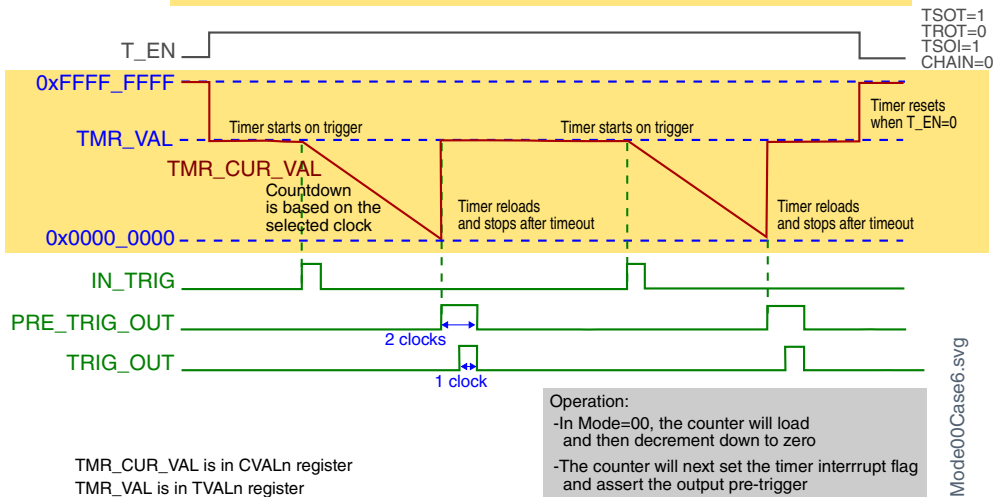 TSOT=1
TROT=0
TSOI=1
CHAIN=0
T_EN
0xFFFF_FFFF
Timer resets
when T_EN=0
Timer starts on trigger
Timer starts on trigger
TMR_VAL
TMR_CUR_VAL
Countdown
is based on the
selected clock
Timer reloads
and stops after timeout
Timer reloads
and stops after timeout
0x0000_0000
IN_TRIG
PRE_TRIG_OUT
2 clocks
TRIG_OUT
1 clock
Operation:
-In Mode=00, the counter will load
and then decrement down to zero
-The counter will next set the timer interrrupt flag
and assert the output pre-trigger
TMR_CUR_VAL is in CVALn register
TMR_VAL is in TVALn register
Mode00Case6.svg